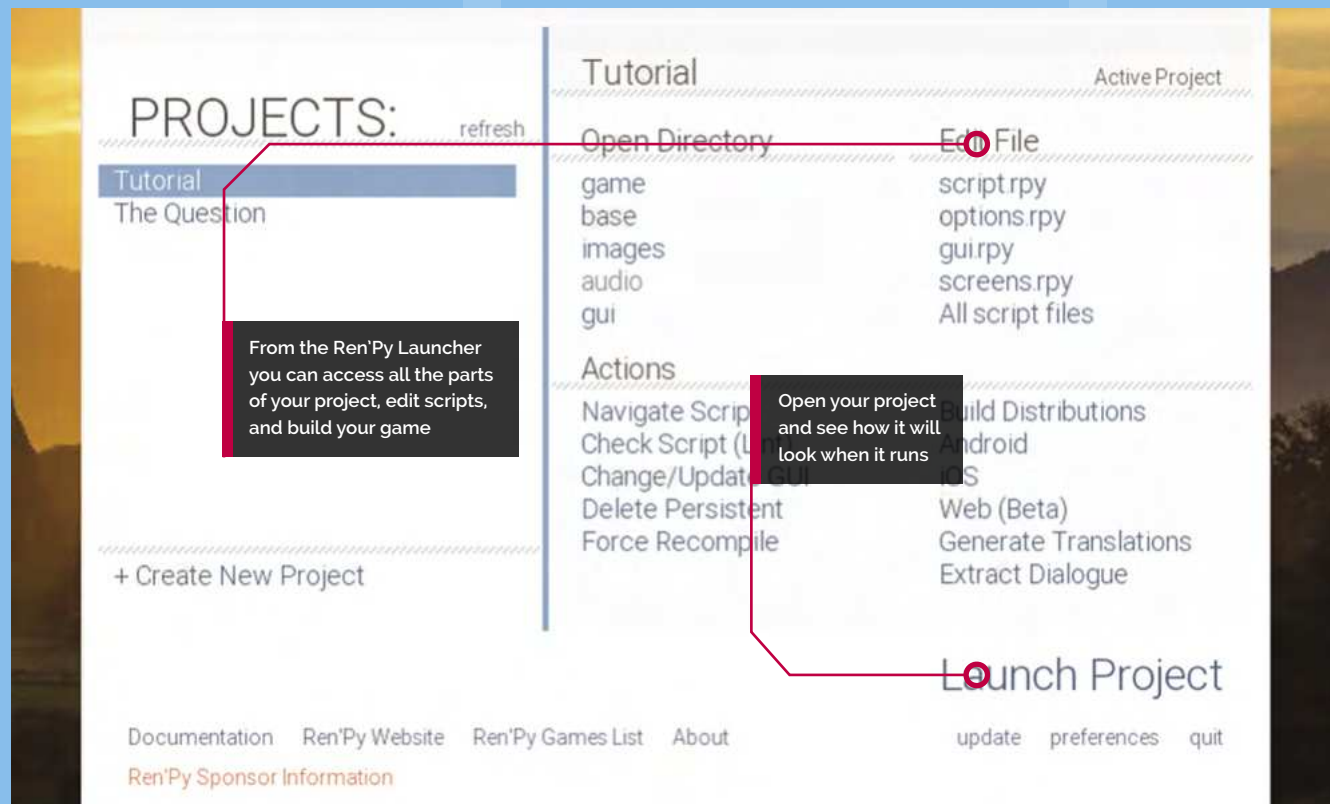 PROJECTS:
refresh
Tutorial
The Question
From the Ren'Py Launcher
you can access all the parts
of your project, edit scripts,
and build your game
+ Create New Project
Tutorial
Active Project
Open Directory
game
base
images
audio
gui
Edit File
script.rpy
options.rpy
gui.rpy
screens.rpy
All script files
Actions
Navigate Scrip
Check Script (Lint)
Change/Update GUI
Delete Persistent
Force Recompile
Open your project
and see how it will
look when it runs
Build Distributions
Android
iOS
Web (Beta)
Generate Translations
Extract Dialogue
Launch Project
Documentation Ren'Py Website Ren'Py Games List About
update preferences quit
Ren'Py Sponsor Information